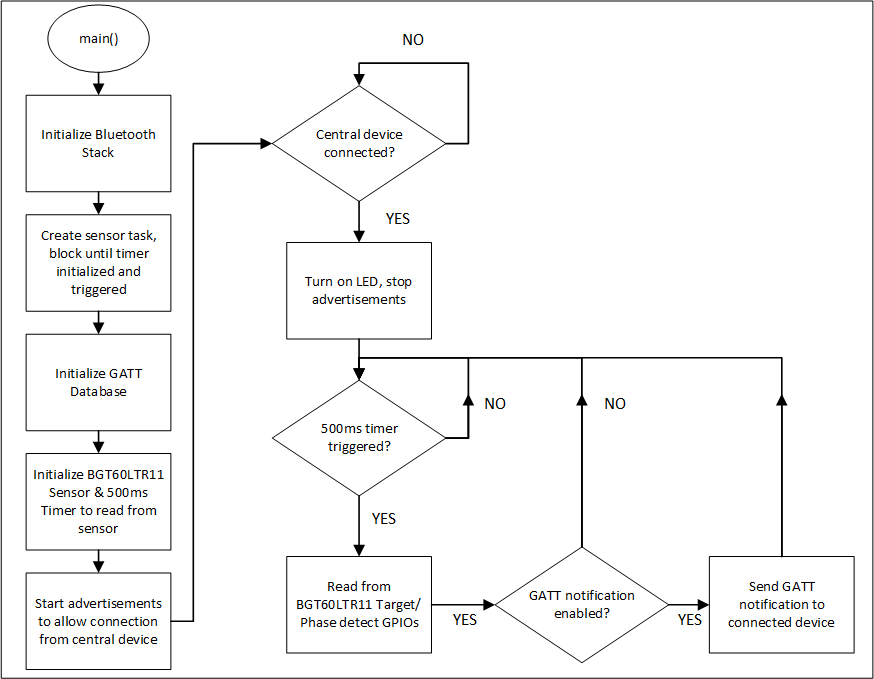 main()
Initialize Bluetooth
Stack
Create sensor task,
block until timer
initialized and
triggered
Initialize GATT
Database
Initialize BGT60LTR11
Sensor & 500ms
Timer to read from
sensor
Start advertisements
to allow connection
from central device
NO
Central device
connected?
YES
Turn on LED, stop
advertisements
500ms timer
triggered?
NO
YES
Read from
BGT60LTR11 Target/
Phase detect GPIOs
YES
GATT notification
enabled?
NO
YES
Send GATT
notification to
connected device